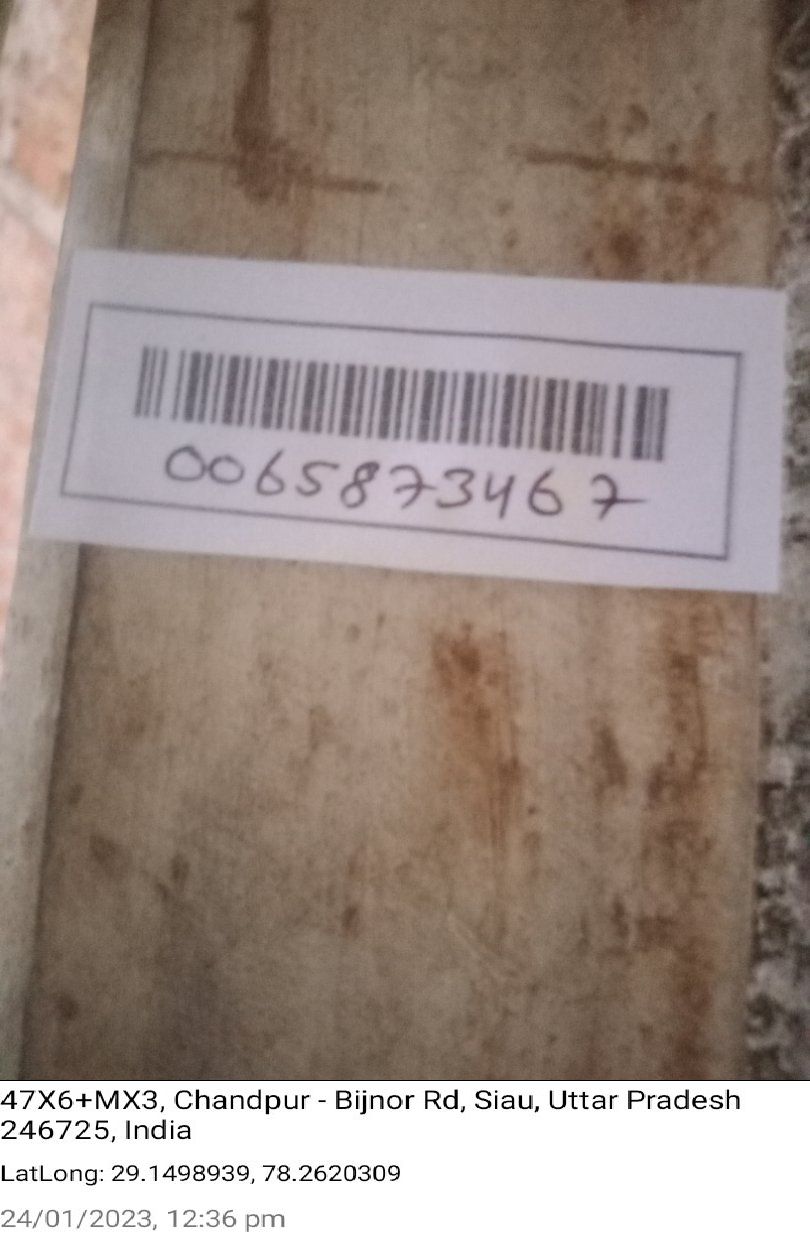 0065873467
47X6+MX3, Chandpur - Bijnor Rd, Siau, Uttar Pradesh
246725, India
LatLong: 29.1498939, 78.2620309
24/01/2023, 12:36 pm